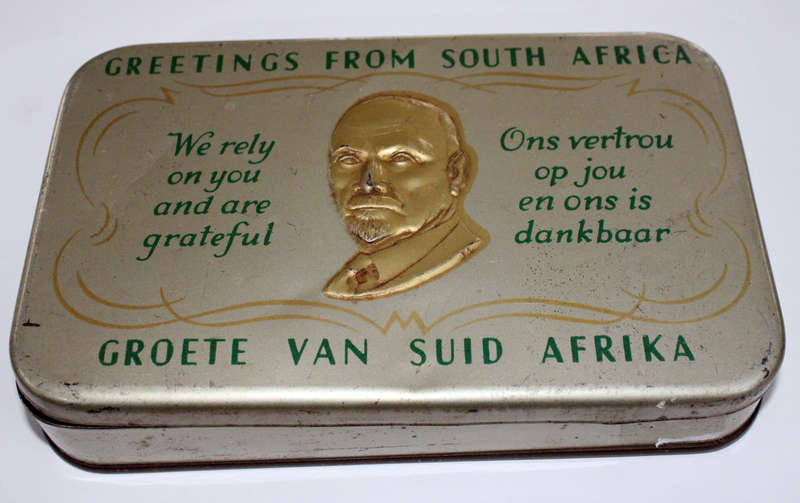 GREETINGS FROM SOUTH AFRICA
We rely
on you
and are
grateful
Ons vertrou
op jou
en ons is
dankbaar
GROETE VAN SUID AFRIKA